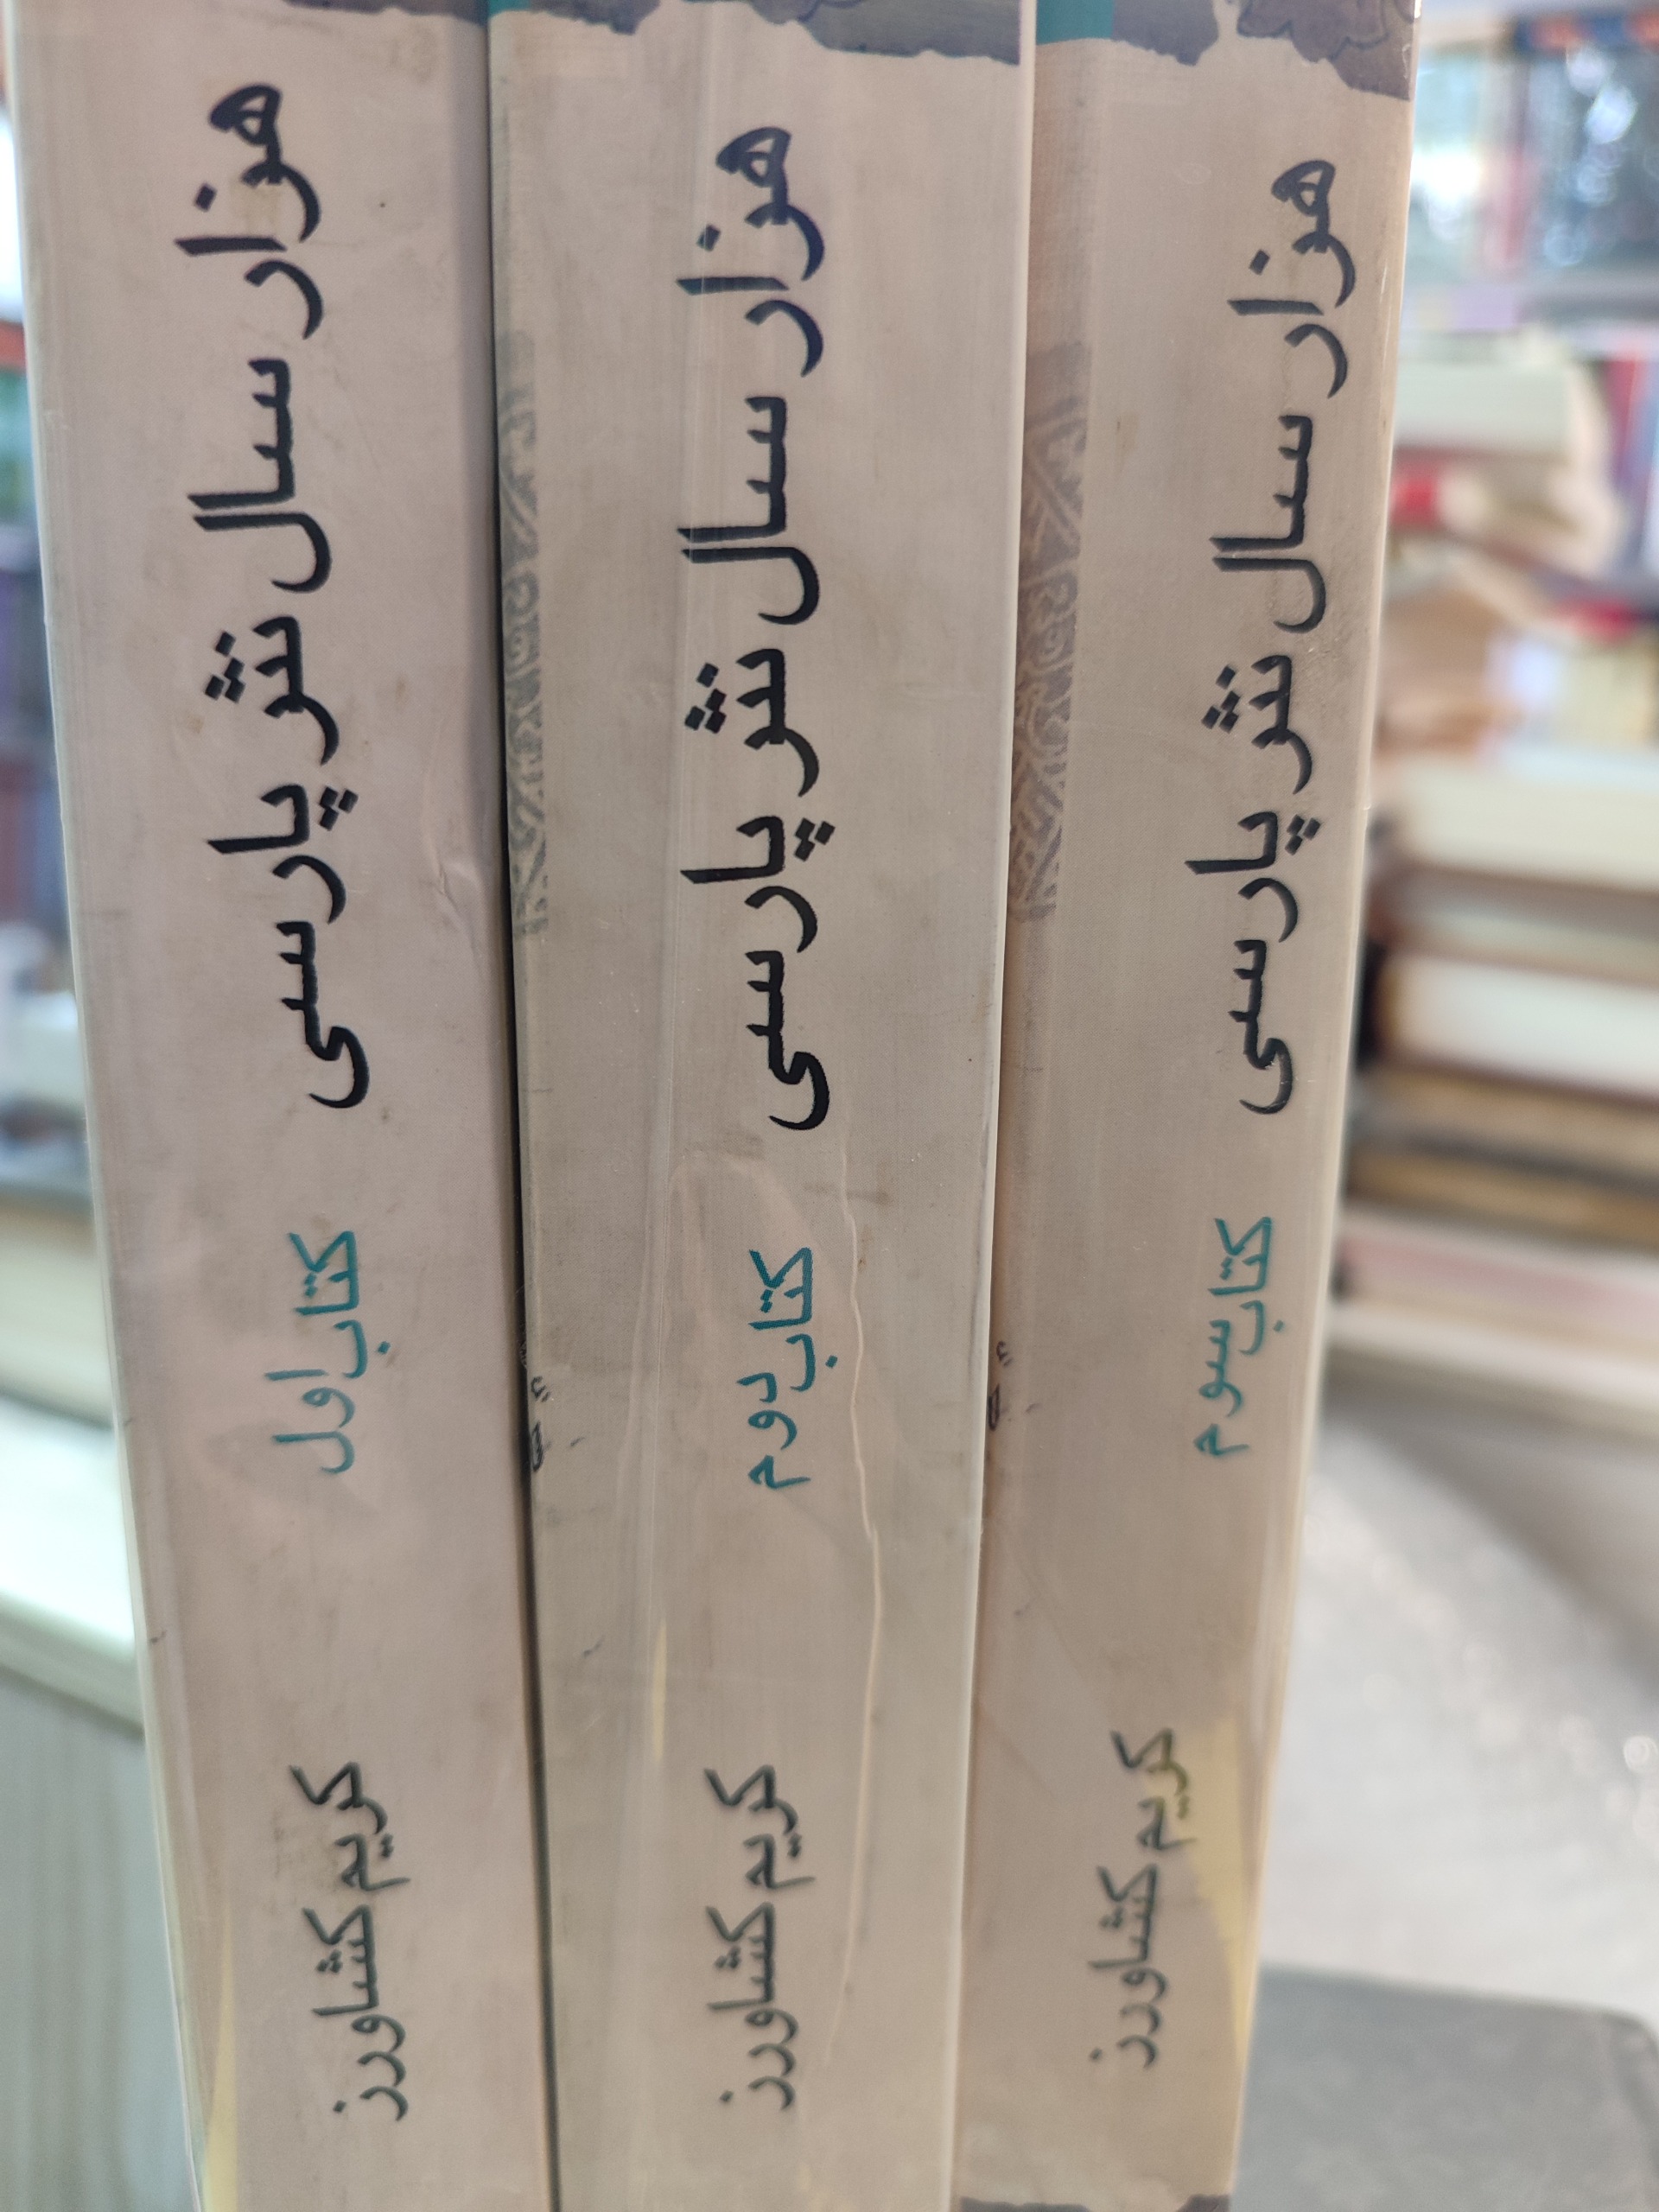 هزار سال نثر پارسی
کتاب اول
کریم کشاورز
هزار سال نثر پارسی
کتاب دوم
کریم کشاورز
هزار سال نثر پارسی
کتاب سوم
کریم کشاورز